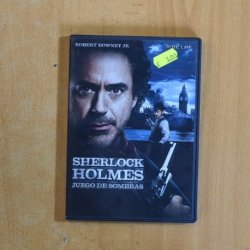 ROBERT DOWNEY JR.
SHERLOCK
HOLMES
JUEGO DE SOMBRAS